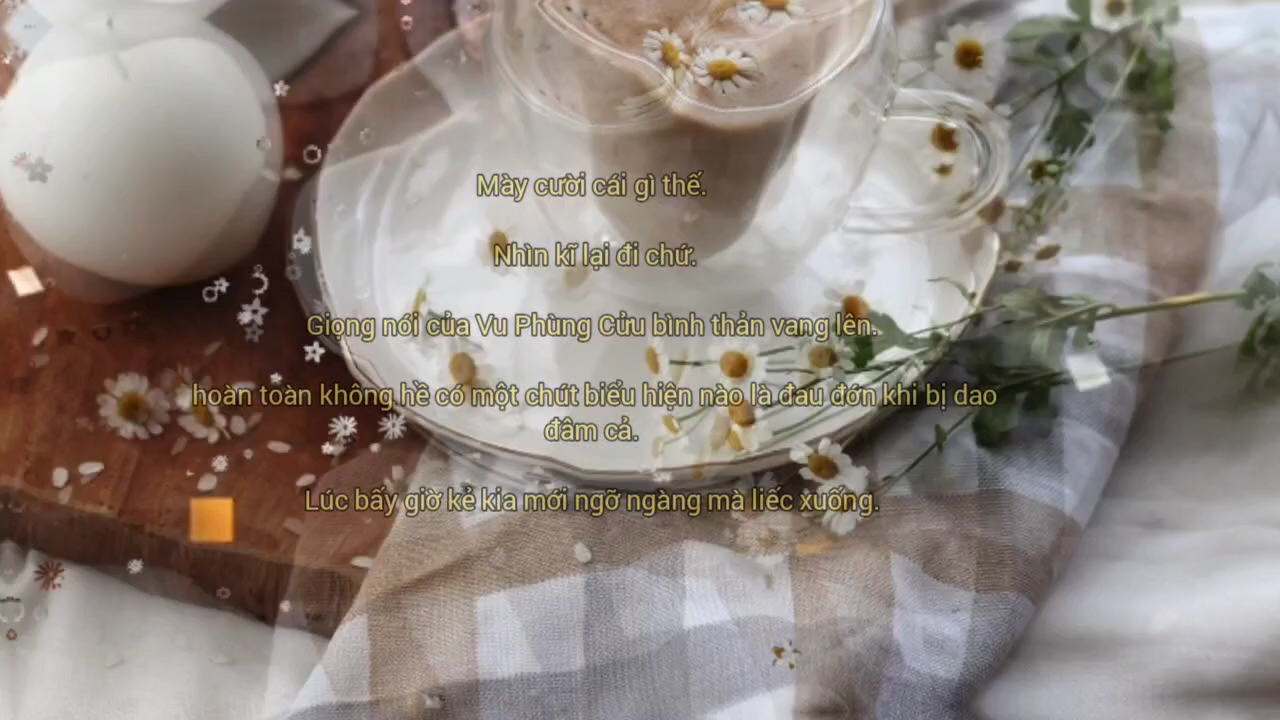 Mày cười cái gì thế.
Nhìn kĩ lại đi chứ.
Giọng nói của Vu Phùng Cửu bình thản vang lên.
hoàn toàn không hề có một chút biểu hiện nào là đau đớn khi bị dao
đâm cả.
Lúc bấy giờ kẻ kia mới ngỡ ngàng mà liếc xuống.